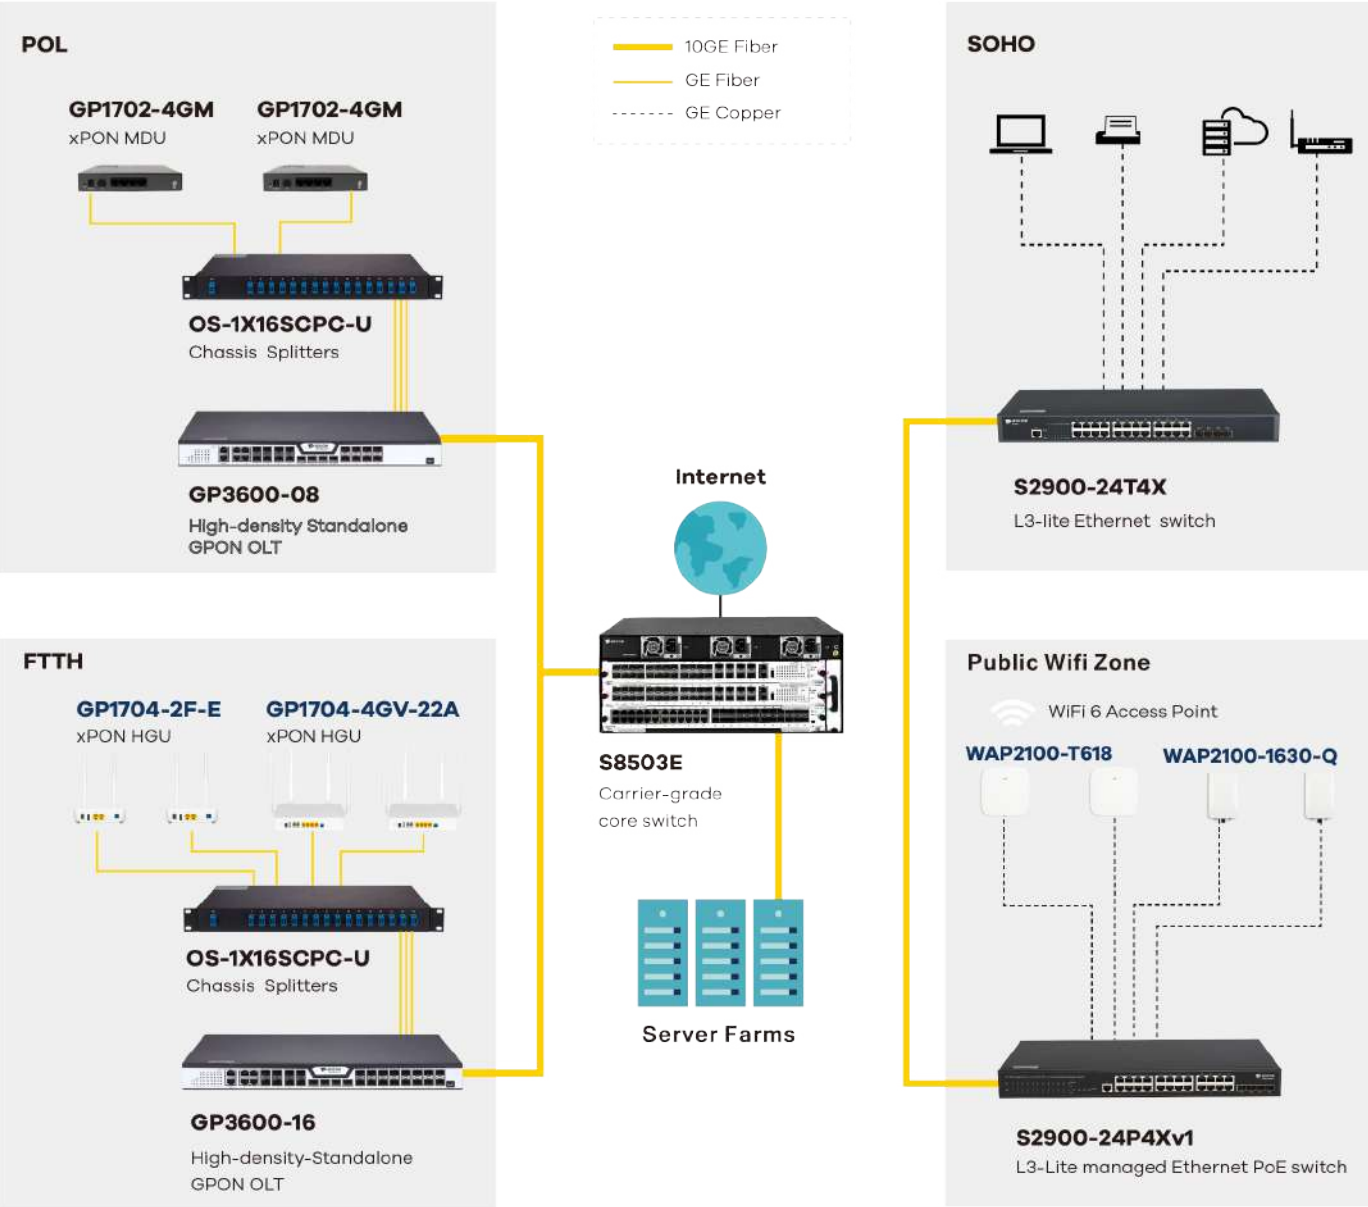 POL
GP1702-4GM
xPON MDU
GP1702-4GM
xPON MDU
OS-1X16SCPC-U
Chassis Splitters
GP3600-08
High-density Standalone
GPON OLT
10GE Fiber
GE Fiber
GE Copper
SOHO
S2900-24T4X
L3-lite Ethernet switch
Internet
S8503E
Carrier-grade
core switch
Server Farms
FTTH
GP1704-2F-E
xPON HGU
GP1704-4GV-22A
xPON HGU
OS-1X16SCPC-U
Chassis Splitters
GP3600-16
High-density-Standalone
GPON OLT
Public Wifi Zone
WiFi 6 Access Point
WAP2100-T618
WAP2100-1630-Q
S2900-24P4Xv1
L3-Lite managed Ethernet PoE switch